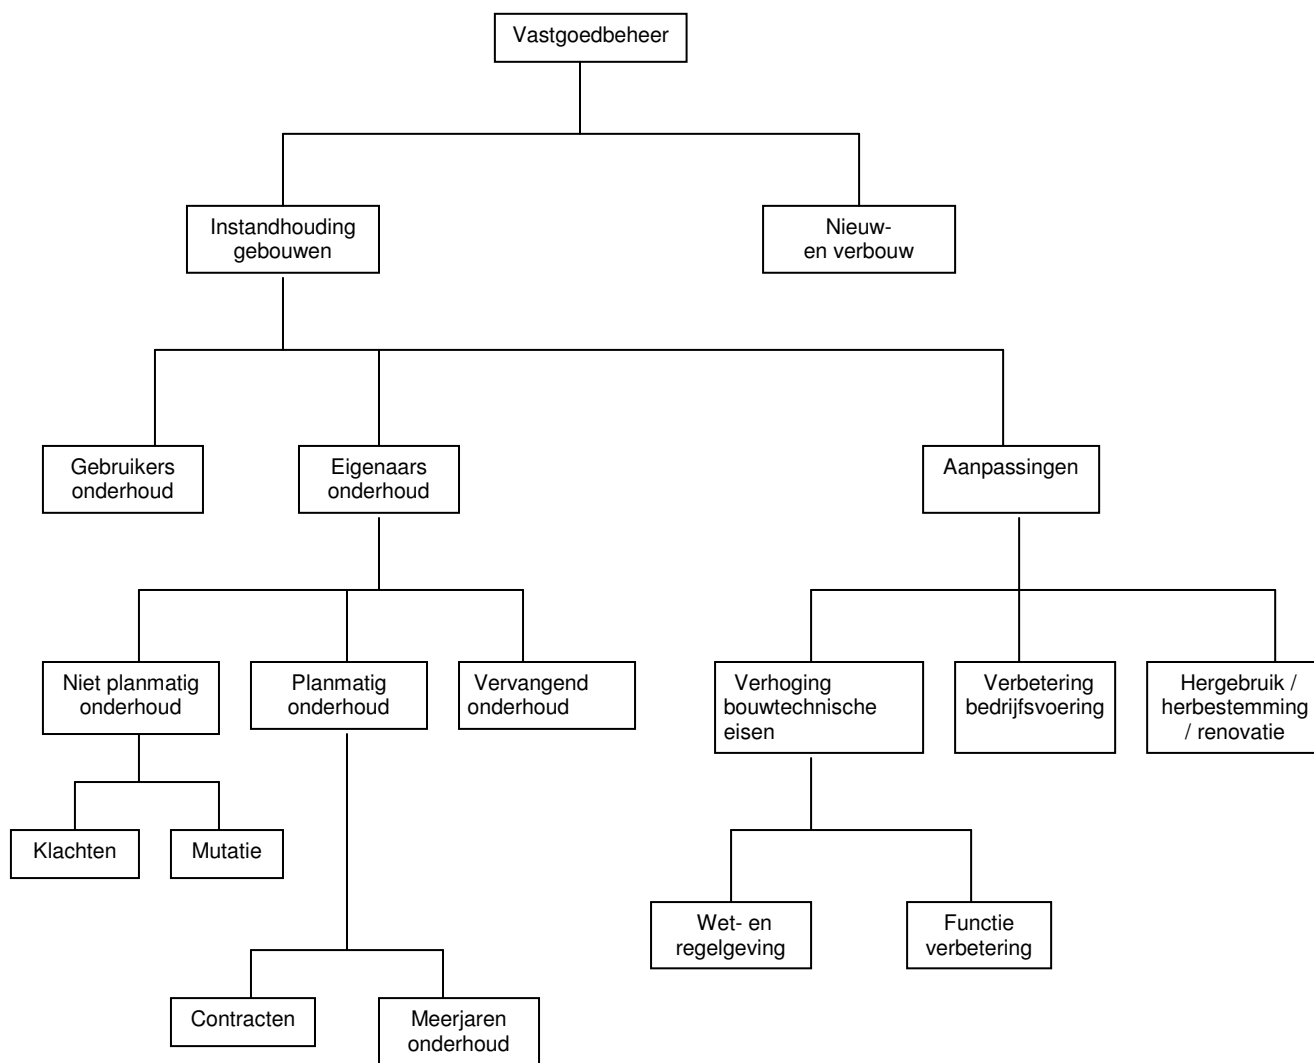 Vastgoedbeheer
Instandhouding
gebouwen
Nieuw-
en verbouw
Gebruikers
onderhoud
Eigenaars
onderhoud
Aanpassingen
Niet planmatig
onderhoud
Planmatig
onderhoud
Vervangend
onderhoud
Verhoging
bouwtechnische
eisen
Verbetering
bedrijfsvoering
Hergebruik /
herbestemming
/ renovatie
Klachten
Mutatie
Wet- en
regelgeving
Functie
verbetering
Contracten
Meerjaren
onderhoud